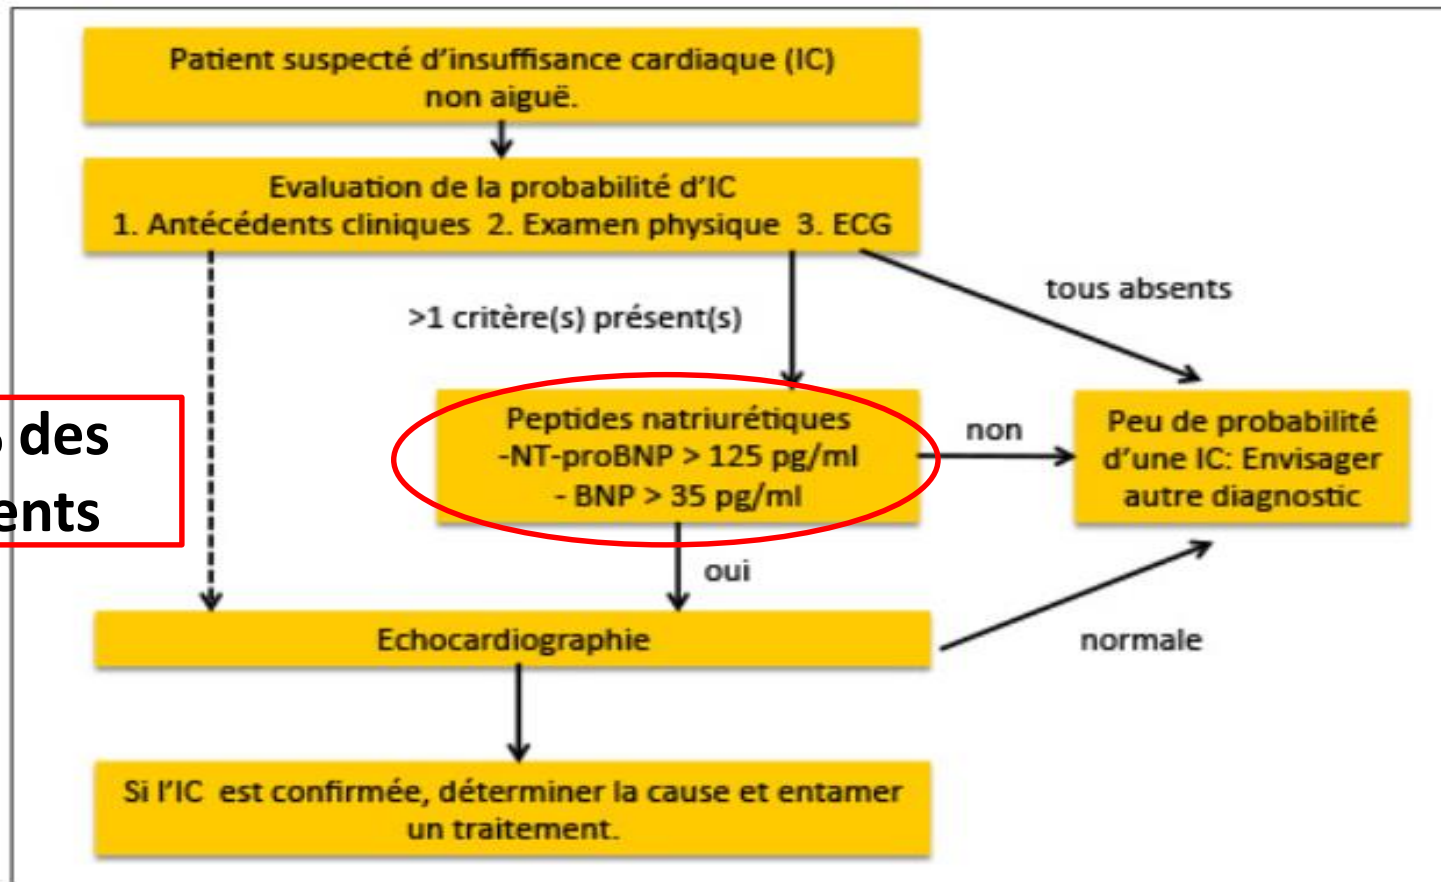 Patient suspecté d'insuffisance cardiaque (IC)
non aiguë.
Evaluation de la probabilité d'IC
1. Antécédents cliniques 2. Examen physique 3. ECG
tous absents
>1 critère(s) présent(s)
des
ents
Peptides natriurétiques
-NT-proBNP > 125 pg/ml
- BNP > 35 pg/ml
non
Peu de probabilité
d'une IC: Envisager
autre diagnostic
oui
Echocardiographie
normale
Si l'IC est confirmée, déterminer la cause et entamer
un traitement.